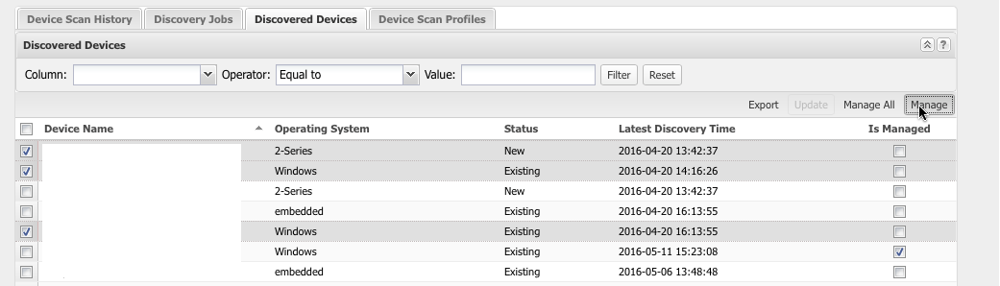 Device Scan History Discovery Jobs Discovered Devices Device Scan Profiles
Discovered Devices
Column: Operator: Equal to Value: Filter Reset
Export Update Manage All Manage
Device Name Operating System Status Latest Discovery Time Is Managed
2-Series New 2016-04-20 13:42:37
Windows Existing 2016-04-20 14:16:26
2-Series New 2016-04-20 13:42:37
embedded Existing 2016-04-20 16:13:55
Windows Existing 2016-04-20 16:13:55
Windows Existing 2016-05-11 15:23:08
embedded Existing 2016-05-06 13:48:48